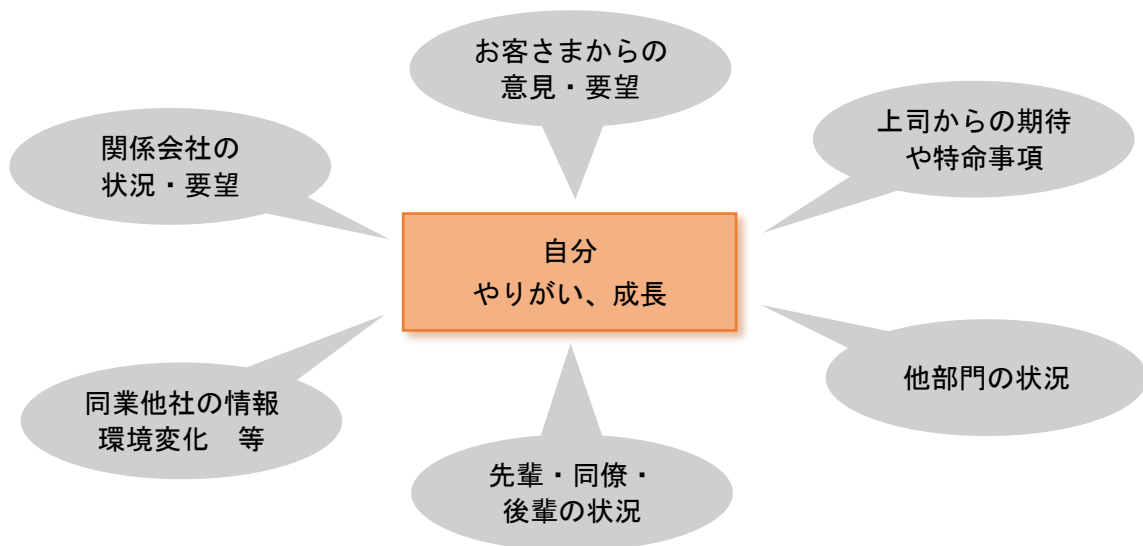 お客さまからの
意見・要望
関係会社の
状況・要望
上司からの期待
や特命事項
自分
やりがい、成長
同業他社の情報
環境変化　等
他部門の状況
先輩・同僚・
後輩の状況